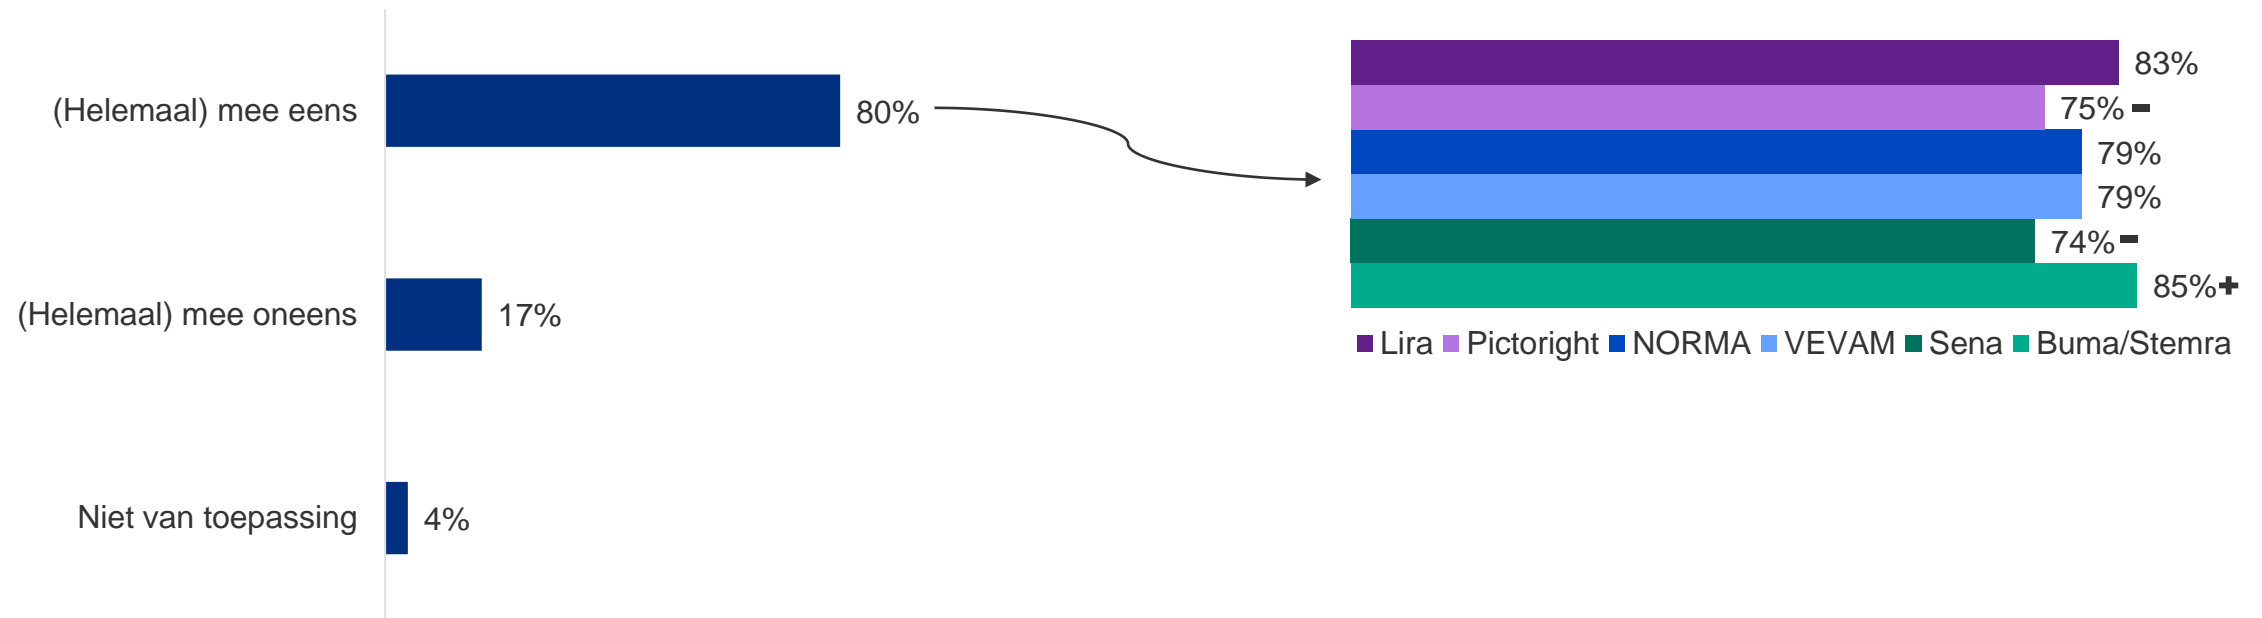 (Helemaal) mee eens
80%
(Helemaal) mee oneens
17%
Niet van toepassing
4%
83%
75% -
79%
79%
74% -
85% +
Lira Pictoright NORMA VEVAM Sena Buma/Stemra